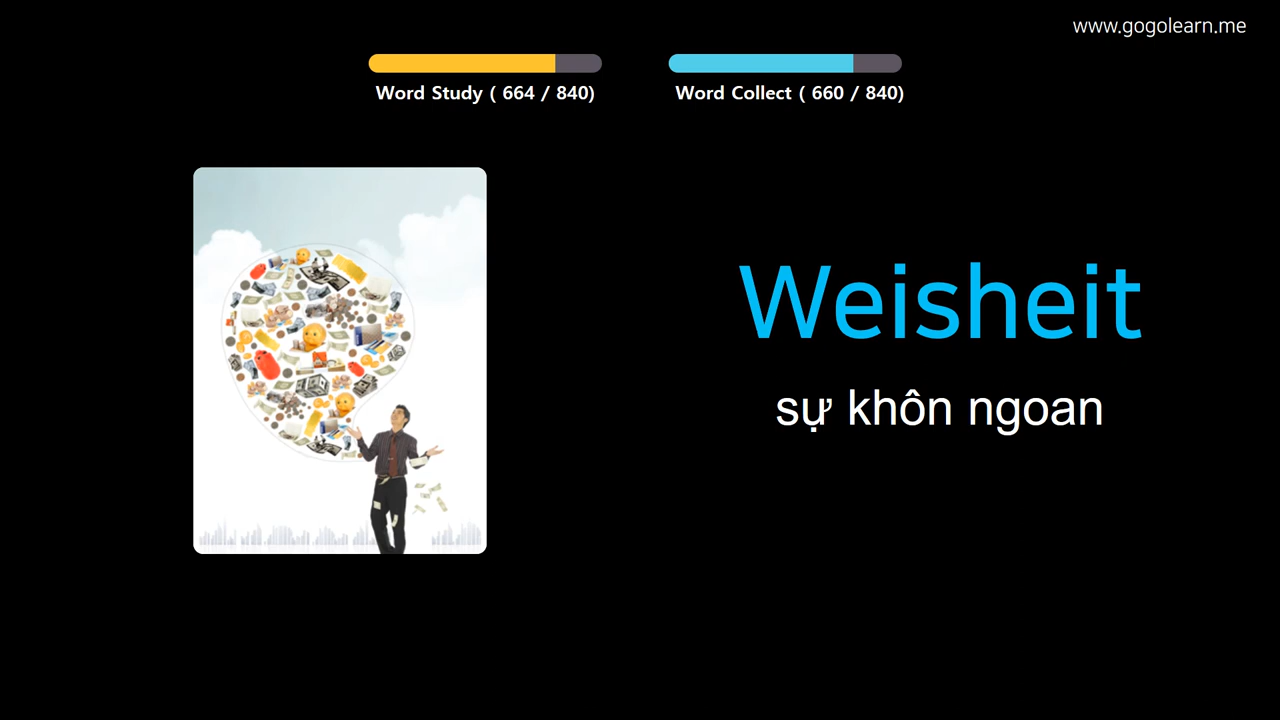 www.gogolearn.me
Word Study ( 664 / 840)
Word Collect ( 660 / 840)
Weisheit
sự khôn ngoan